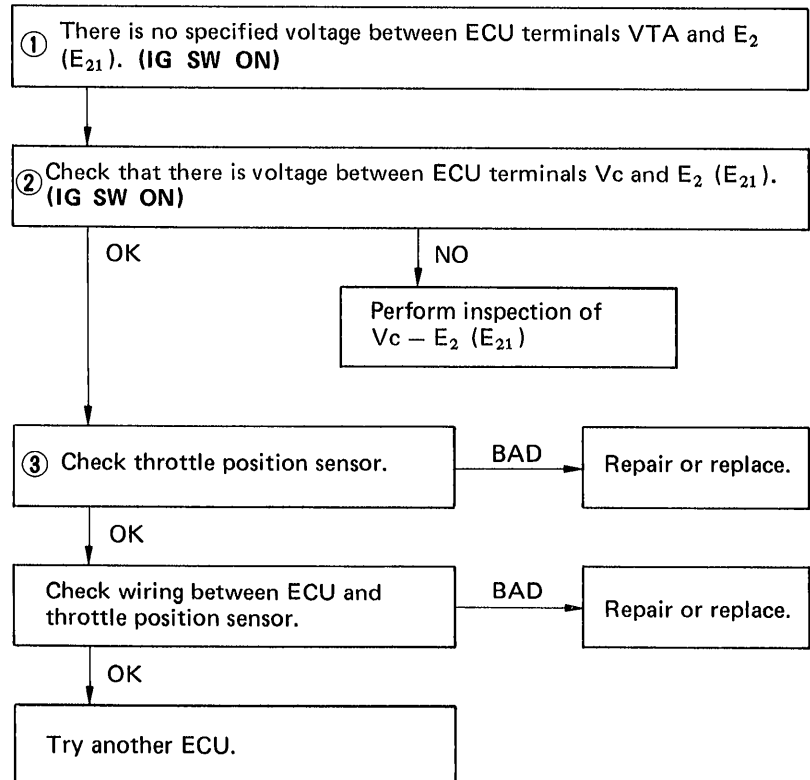 ① There is no specified voltage between ECU terminals VTA and E₂
(E₂₁). (IG SW ON)
② Check that there is voltage between ECU terminals Vc and E₂ (E₂₁).
(IG SW ON)
OK
NO
Perform inspection of
Vc – E₂ (E₂₁)
③ Check throttle position sensor.
BAD
Repair or replace.
OK
Check wiring between ECU and
throttle position sensor.
BAD
Repair or replace.
OK
Try another ECU.